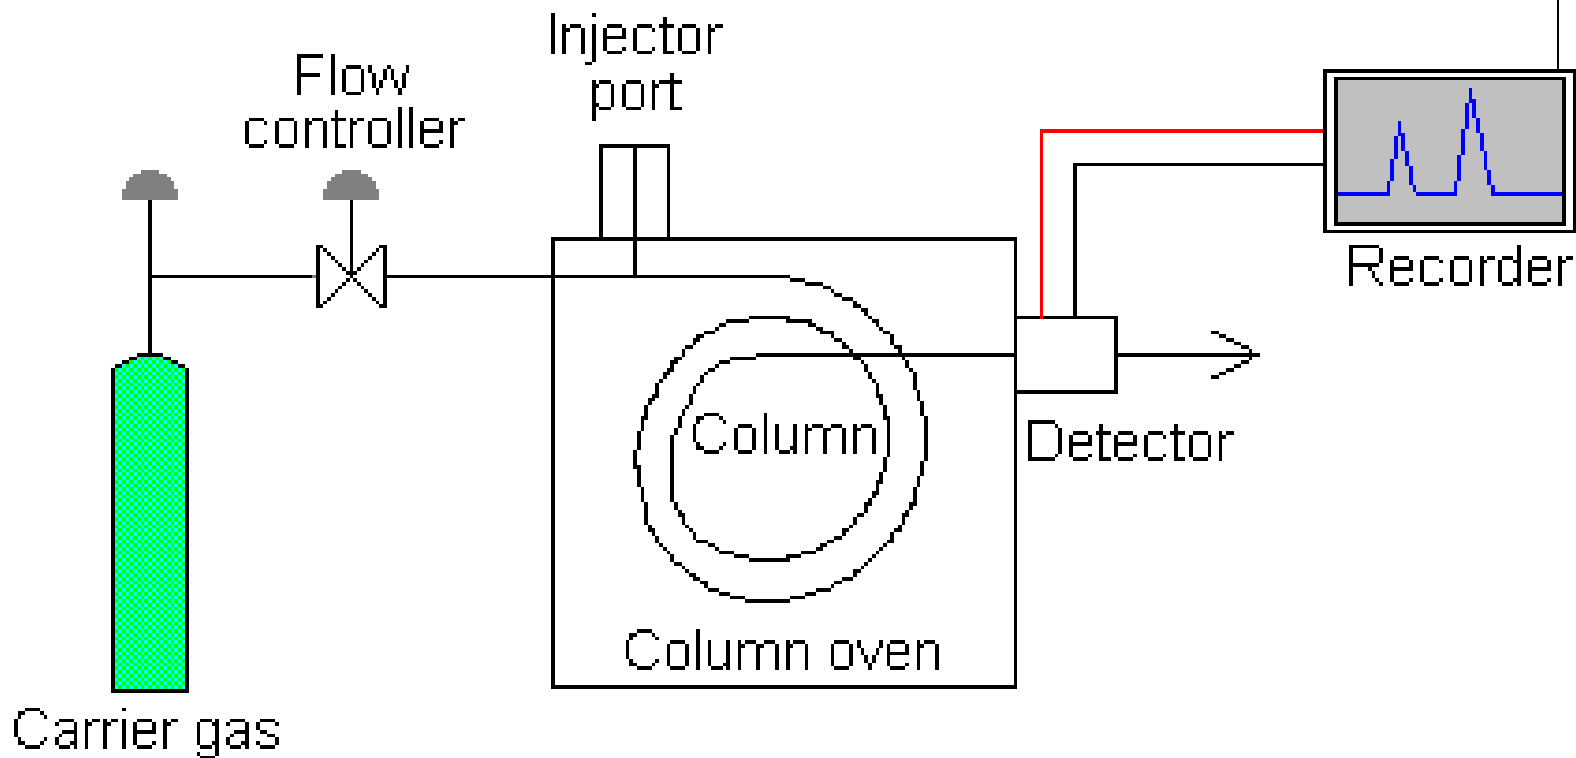 Injector
port
Flow
controller
Recorder
Column
Detector
Column oven
Carrier gas